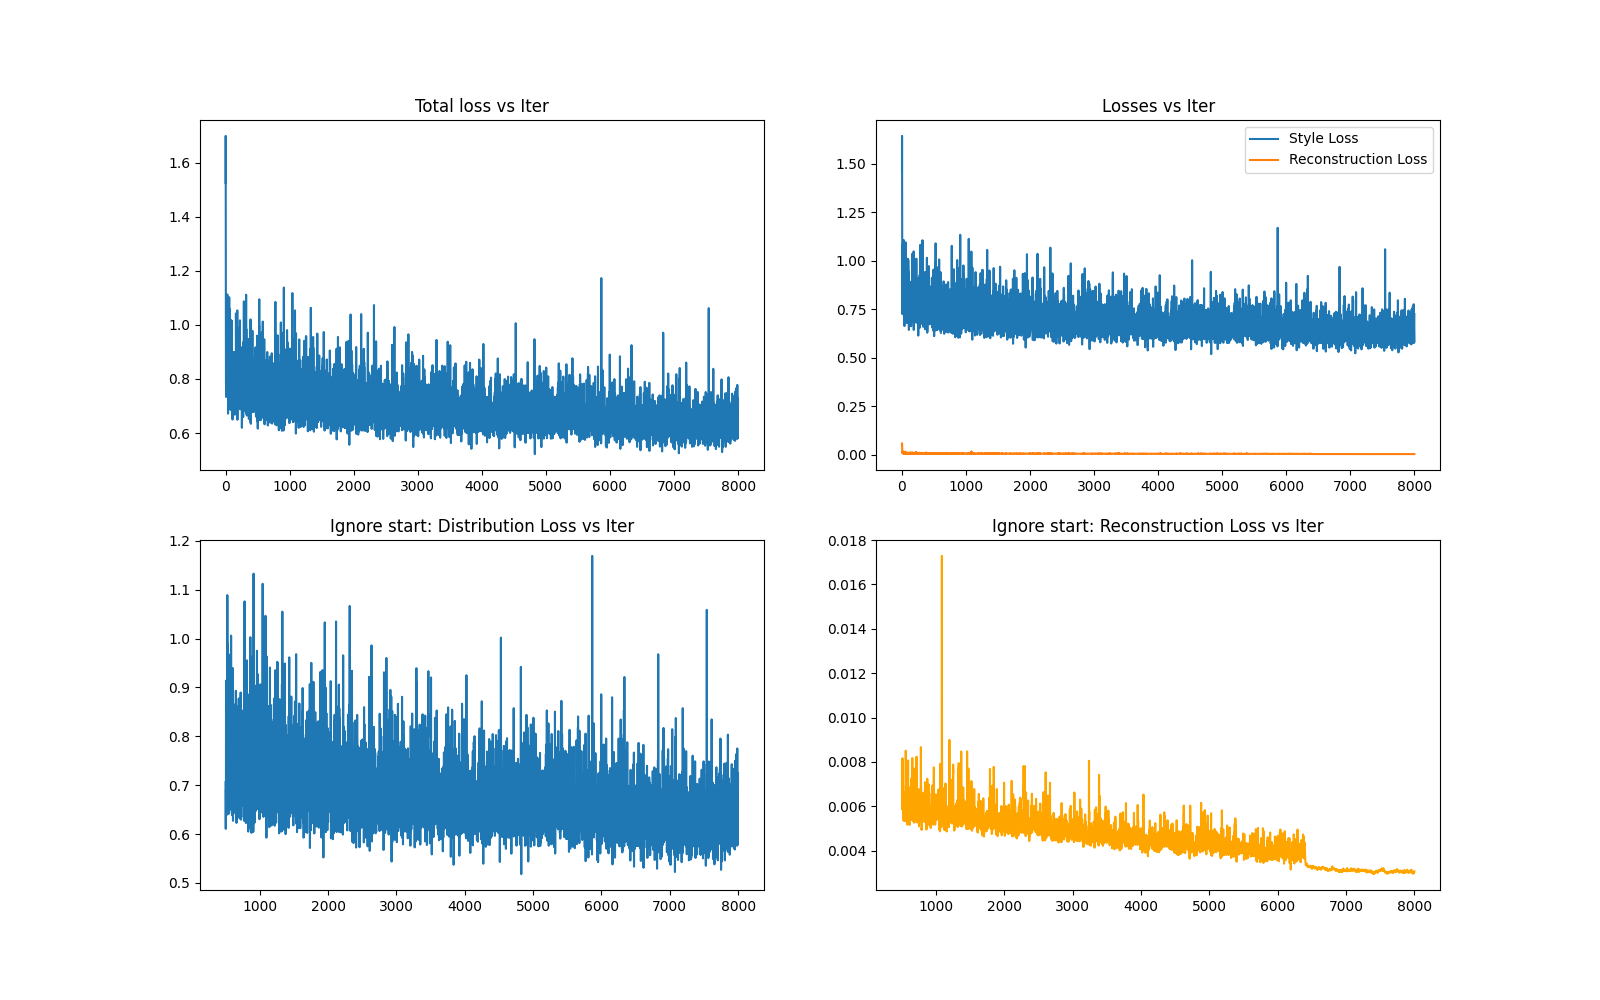 Total loss vs Iter
1.6
1.4
1.2
1.0
0.8
0.6
0 1000 2000 3000 4000 5000 6000 7000 8000
Losses vs Iter
Style Loss
Reconstruction Loss
1.50
1.25
1.00
0.75
0.50
0.25
0.00
0 1000 2000 3000 4000 5000 6000 7000 8000
Ignore start: Distribution Loss vs Iter
1.2
1.1
1.0
0.9
0.8
0.7
0.6
0.5
1000 2000 3000 4000 5000 6000 7000 8000
Ignore start: Reconstruction Loss vs Iter
0.018
0.016
0.014
0.012
0.010
0.008
0.006
0.004
1000 2000 3000 4000 5000 6000 7000 8000